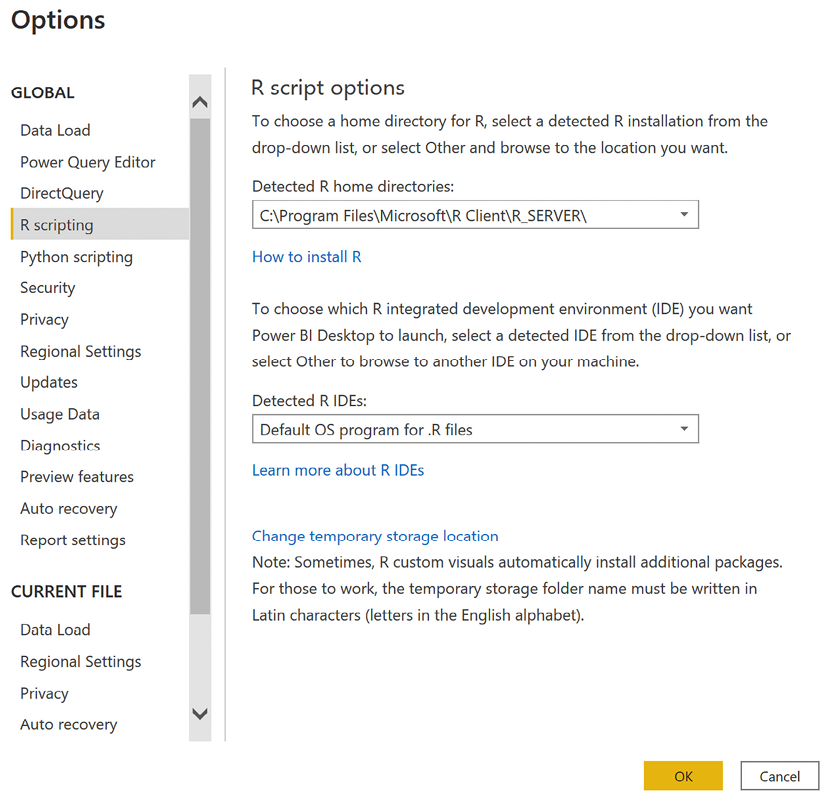 Options
GLOBAL
Data Load
Power Query Editor
DirectQuery
R scripting
Python scripting
Security
Privacy
Regional Settings
Updates
Usage Data
Diagnostics
Preview features
Auto recovery
Report settings
CURRENT FILE
Data Load
Regional Settings
Privacy
Auto recovery
R script options
To choose a home directory for R, select a detected R installation from the
drop-down list, or select Other and browse to the location you want.
Detected R home directories:
C:\Program Files\Microsoft\R Client\R_SERVER\
How to install R
To choose which R integrated development environment (IDE) you want
Power BI Desktop to launch, select a detected IDE from the drop-down list, or
select Other to browse to another IDE on your machine.
Detected R IDEs:
Default OS program for .R files
Learn more about R IDEs
Change temporary storage location
Note: Sometimes, R custom visuals automatically install additional packages.
For those to work, the temporary storage folder name must be written in
Latin characters (letters in the English alphabet).
OK
Cancel